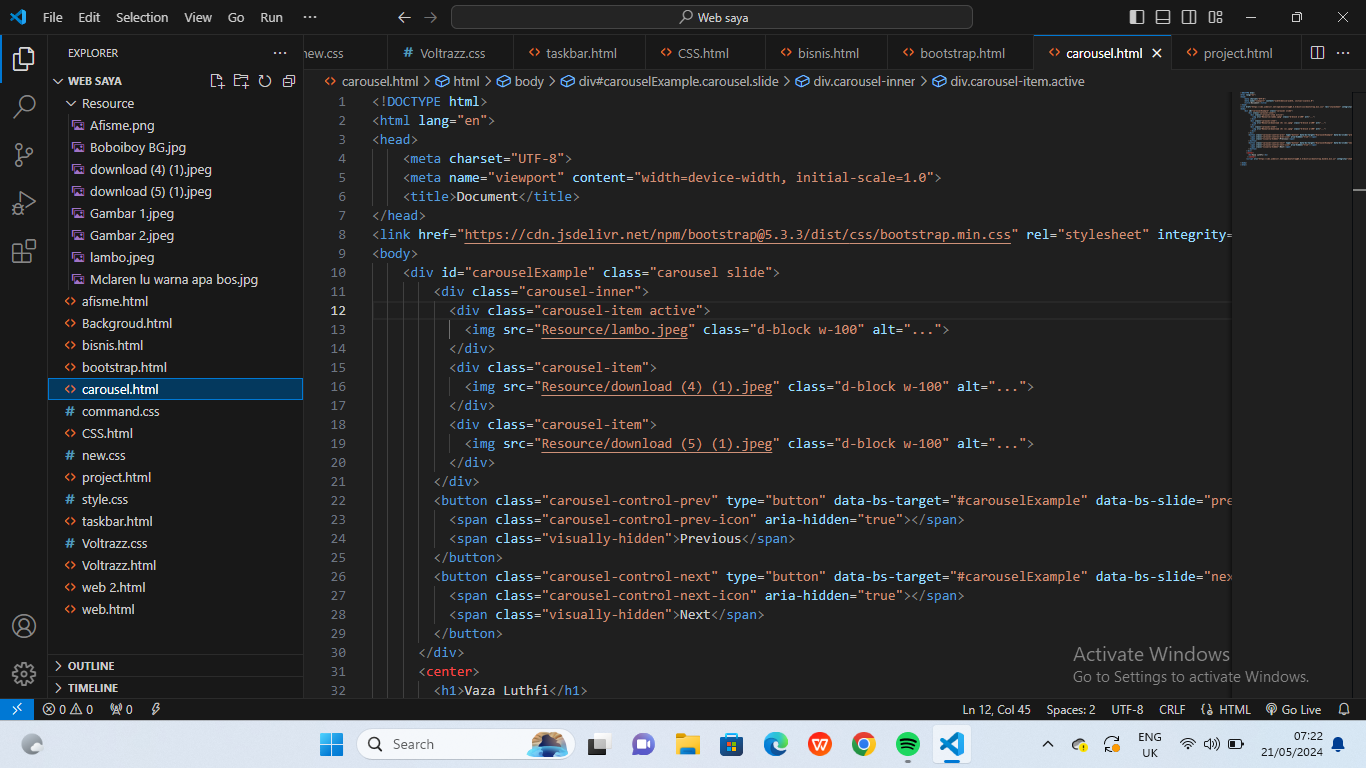 File Edit Selection View Go Run ··· Web saya
EXPLORER ···
new.css Voltrazz.css taskbar.html CSS.html bisnis.html bootstrap.html carousel.html project.html ···
WEB SAYA
carousel.html > html > body > div#carouselExample.carousel.slide > div.carousel-inner > div.carousel-item.active
Resource
Afisme.png
Boboiboy BG.jpg
download (4) (1).jpeg
download (5) (1).jpeg
Gambar 1.jpeg
Gambar 2.jpeg
lambo.jpeg
Mclaren lu warna apa bos.jpg
afisme.html
Backgroud.html
bisnis.html
bootstrap.html
carousel.html
command.css
CSS.html
new.css
project.html
style.css
taskbar.html
Voltrazz.css
Voltrazz.html
web 2.html
web.html
OUTLINE
TIMELINE
1 <!DOCTYPE html>
2 <html lang="en">
3 <head>
4 <meta charset="UTF-8">
5 <meta name="viewport" content="width=device-width, initial-scale=1.0">
6 <title>Document</title>
7 </head>
8 <link href="https://cdn.jsdelivr.net/npm/bootstrap@5.3.3/dist/css/bootstrap.min.css" rel="stylesheet" integrity=
9 <body>
10 <div id="carouselExample" class="carousel slide">
11 <div class="carousel-inner">
12 <div class="carousel-item active">
13 <img src="Resource/lambo.jpeg" class="d-block w-100" alt="...">
14 </div>
15 <div class="carousel-item">
16 <img src="Resource/download (4) (1).jpeg" class="d-block w-100" alt="...">
17 </div>
18 <div class="carousel-item">
19 <img src="Resource/download (5) (1).jpeg" class="d-block w-100" alt="...">
20 </div>
21 </div>
22 <button class="carousel-control-prev" type="button" data-bs-target="#carouselExample" data-bs-slide="pre
23 <span class="carousel-control-prev-icon" aria-hidden="true"></span>
24 <span class="visually-hidden">Previous</span>
25 </button>
26 <button class="carousel-control-next" type="button" data-bs-target="#carouselExample" data-bs-slide="nex
27 <span class="carousel-control-next-icon" aria-hidden="true"></span>
28 <span class="visually-hidden">Next</span>
29 </button>
30 </div>
31 <center>
32 <h1>Vaza Luthfi</h1>
Activate Windows
Go to Settings to activate Windows.
0 0 0 Ln 12, Col 45 Spaces: 2 UTF-8 CRLF HTML Go Live
Search ENG UK 07:22 21/05/2024